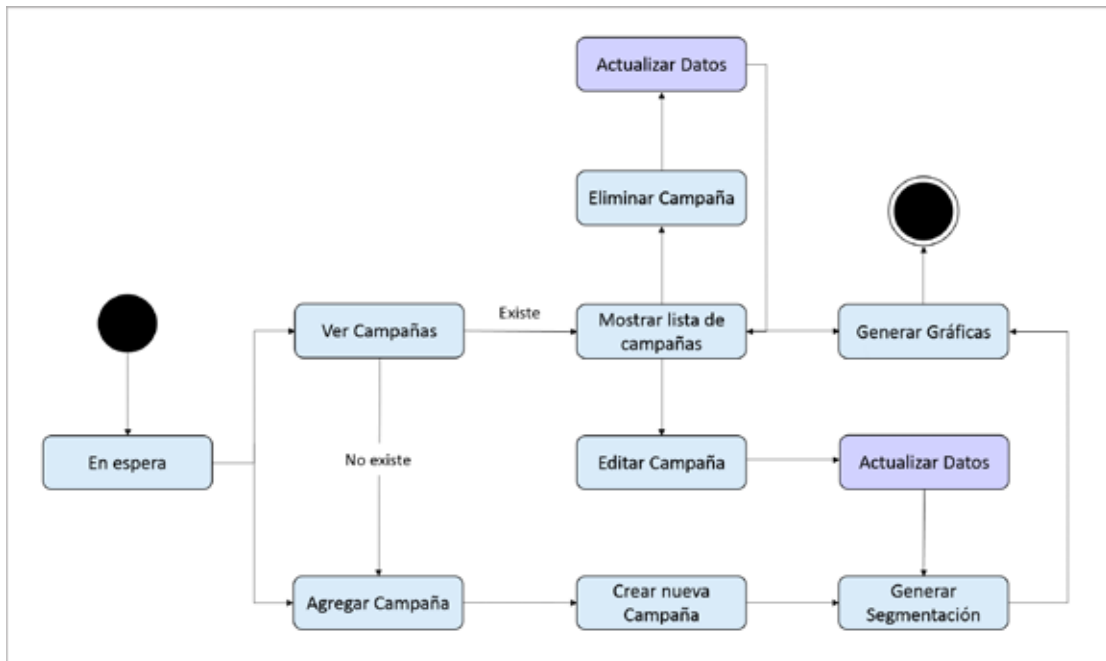 Actualizar Datos
Eliminar Campaña
Existe
Ver Campañas
Mostrar lista de
campañas
Generar Gráficas
En espera
No existe
Editar Campaña
Actualizar Datos
Agregar Campaña
Crear nueva
Campaña
Generar
Segmentación